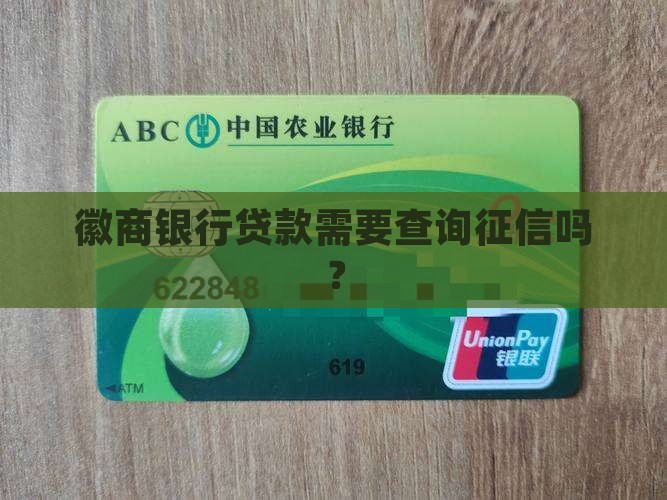 ABC 中国农业银行
徽商银行贷款需要查询征信吗
?
622848
UnionPay
银联
619
◄ATM